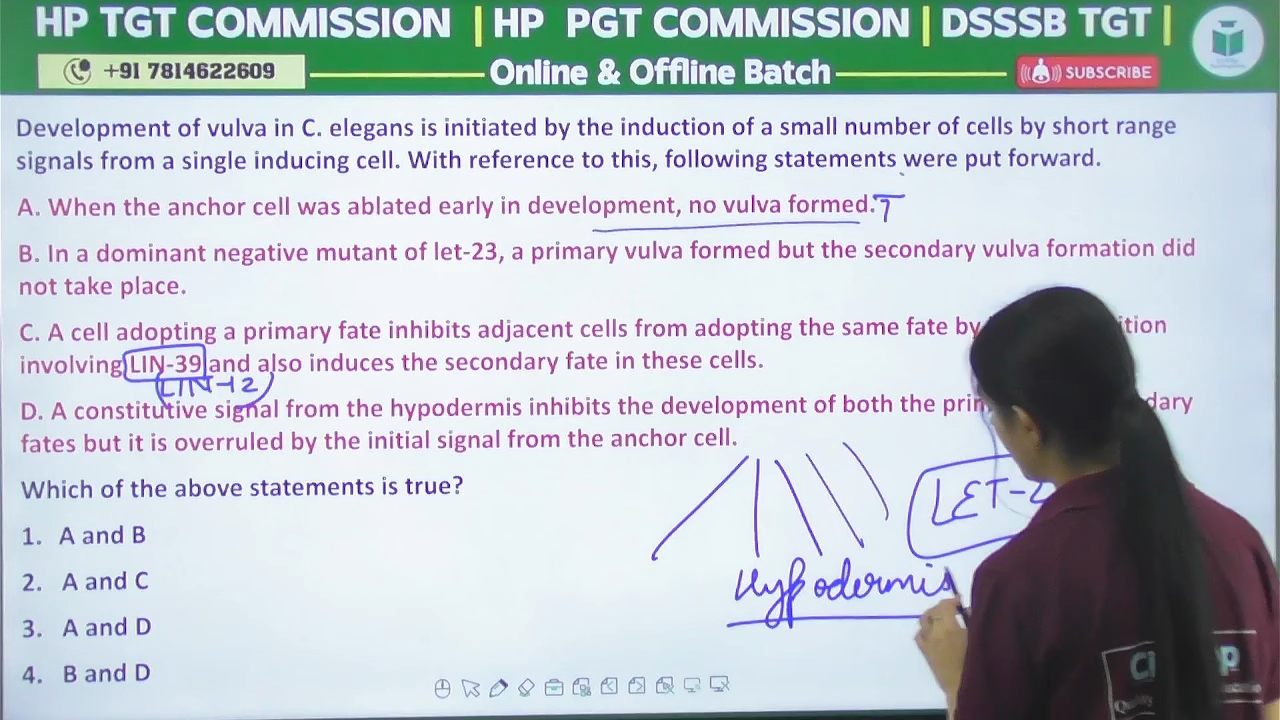 HP TGT COMMISSION | HP PGT COMMISSION | DSSSB TGT |
+91 7814622609
Online & Offline Batch
SUBSCRIBE
Development of vulva in C. elegans is initiated by the induction of a small number of cells by short range
signals from a single inducing cell. With reference to this, following statements were put forward.
A. When the anchor cell was ablated early in development, no vulva formed. T
B. In a dominant negative mutant of let-23, a primary vulva formed but the secondary vulva formation did
not take place.
C. A cell adopting a primary fate inhibits adjacent cells from adopting the same fate by ition
involving LIN-39 and also induces the secondary fate in these cells.
LIN-12
D. A constitutive signal from the hypodermis inhibits the development of both the prim dary
fates but it is overruled by the initial signal from the anchor cell.
Which of the above statements is true?
LET-2
1. A and B
2. A and C
Hypodermis
3. A and D
4. B and D